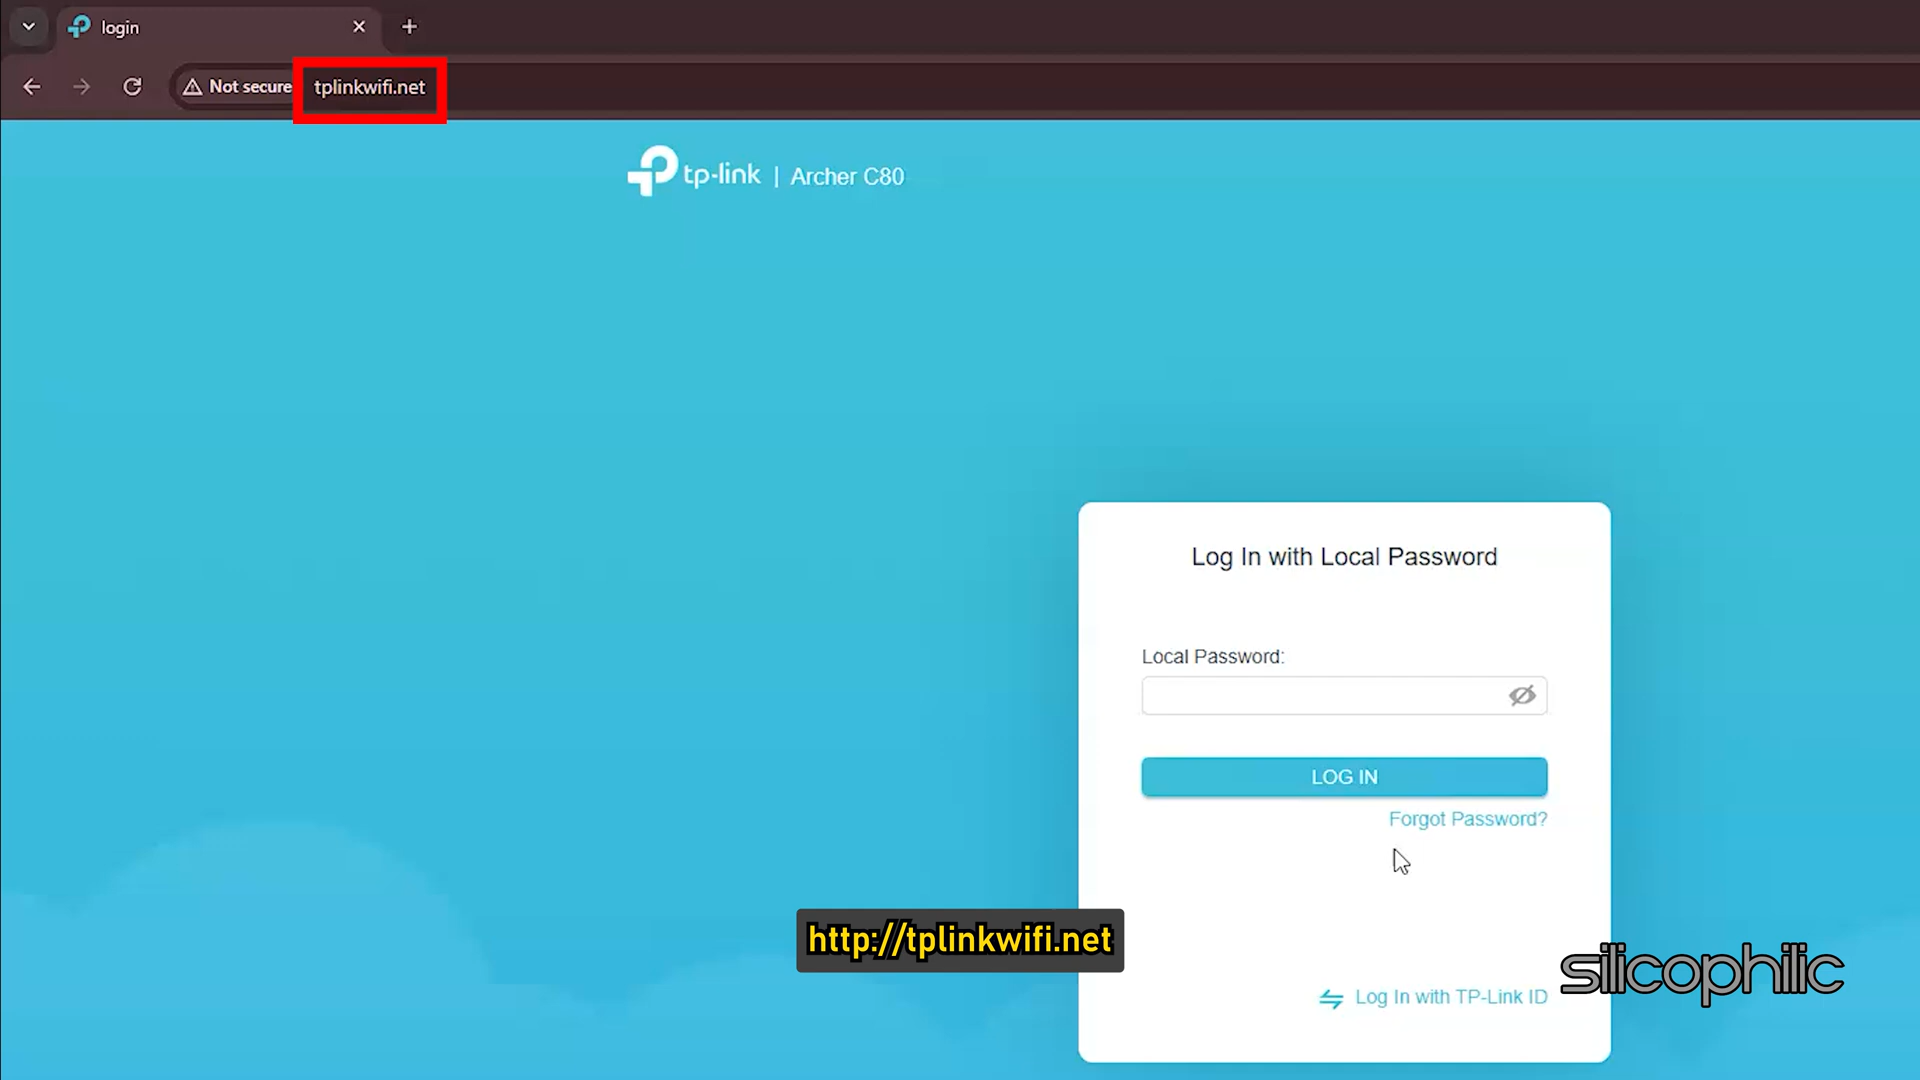 login
Not secure
tplinkwifi.net
tp-link | Archer C80
Log In with Local Password
Local Password:
LOG IN
Forgot Password?
http://tplinkwifi.net
Log In with TP-Link ID
silicophilic